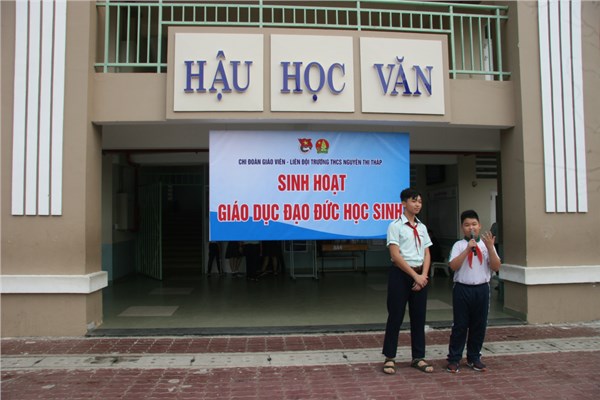 HẬU HỌC VĂN
CHI ĐOÀN GIÁO VIÊN - LIÊN ĐỘI TRƯỜNG THCS NGUYỄN THỊ THẬP
SINH HOẠT
GIÁO DỤC ĐẠO ĐỨC HỌC SINH